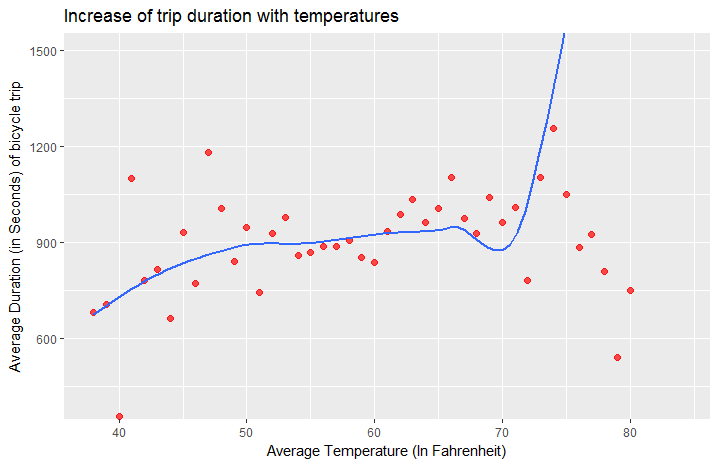 Increase of trip duration with temperatures
Average Duration (in Seconds) of bicycle trip
1500
1200
900
600
40 50 60 70 80
Average Temperature (In Fahrenheit)